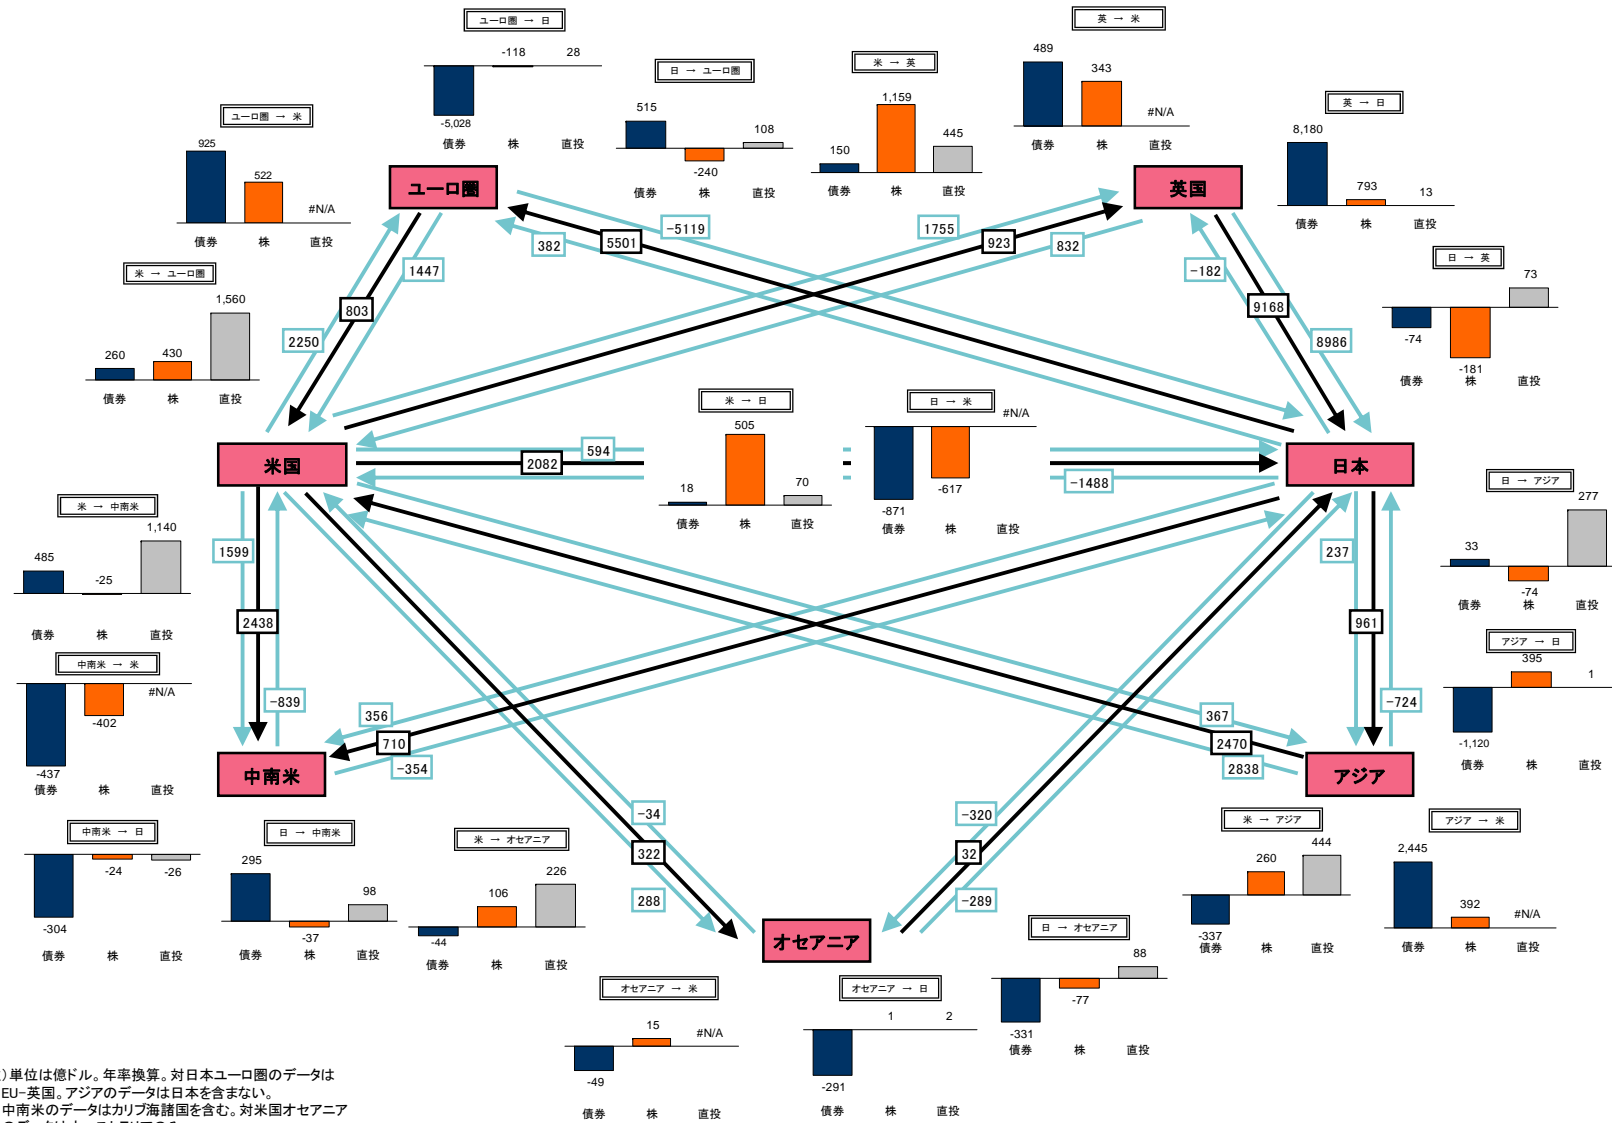 ユーロ圏 → 日
-118 28
-5,028
債券 株 直投
日 → ユーロ圏
515 108
-240
債券 株 直投
米 → 英
1,159
150 445
債券 株 直投
英 → 米
489 343
#N/A
債券 株 直投
英 → 日
8,180
793 13
債券 株 直投
ユーロ圏 → 米
925
522
#N/A
債券 株 直投
米 → ユーロ圏
1,560
260 430
債券 株 直投
日 → 英
73
-74
-181
債券 株 直投
ユーロ圏
英国
382
5501
-5119
1755
923
832
-182
9168
8986
1447
803
2250
米 → 日
505
18 70
債券 株 直投
日 → 米
#N/A
-871
-617
債券 株 直投
米国
594
2082
-1488
日本
米 → 中南米
1,140
485
-25
債券 株 直投
中南米 → 米
#N/A
-402
-437
債券 株 直投
1599
2438
-839
日 → アジア
277
33
-74
債券 株 直投
アジア → 日
395
1
-1,120
債券 株 直投
237
961
-724
356
710
-354
367
2470
2838
中南米
アジア
-34
322
288
-320
32
-289
オセアニア
中南米 → 日
-24 -26
-304
債券 株 直投
日 → 中南米
295
98
-37
債券 株 直投
米 → オセアニア
226
106
-44
債券 株 直投
米 → アジア
444
260
-337
債券 株 直投
アジア → 米
2,445
392
#N/A
債券 株 直投
日 → オセアニア
88
-77
-331
債券 株 直投
オセアニア → 米
15 #N/A
-49
債券 株 直投
オセアニア → 日
1 2
-291
債券 株 直投
)単位は億ドル。年率換算。対日本ユーロ圏のデータは
EU-英国。アジアのデータは日本を含まない。
中南米のデータはカリブ海諸国を含む。対米国オセアニア